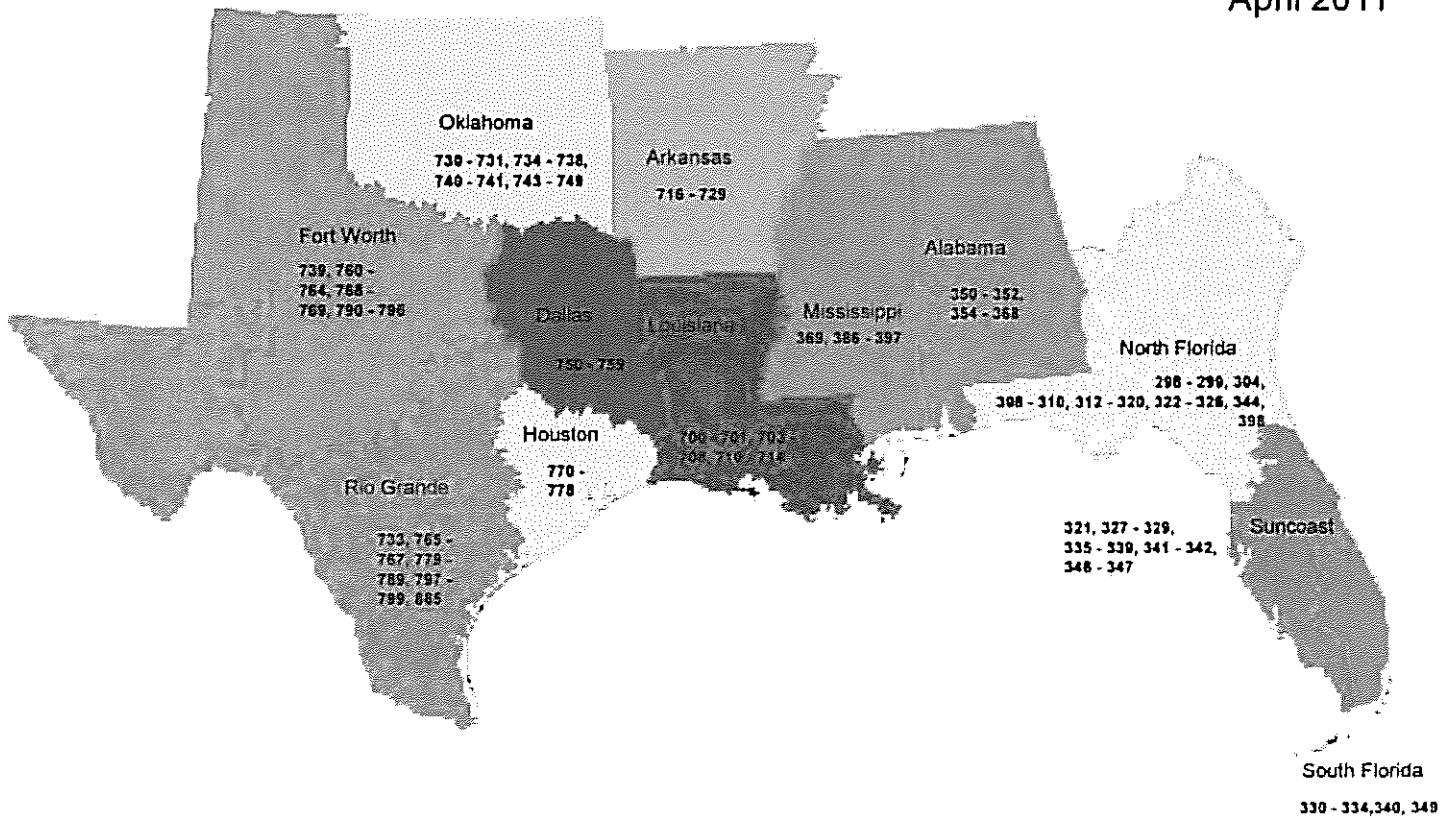 April 2011
Oklahoma
730 - 731, 734 - 738,
740 - 741, 743 - 749
Arkansas
716 - 729
Fort Worth
739, 760 -
764, 768 -
769, 790 - 796
Alabama
350 - 352,
354 - 368
Dallas
750 - 759
Louisiana
700 - 701, 703 -
708, 710 - 714
Mississippi
369, 386 - 397
North Florida
298 - 299, 304,
308 - 310, 312 - 320, 322 - 326, 344,
398
Houston
770 -
778
Rio Grande
733, 765 -
767, 779 -
789, 797 -
799, 885
321, 327 - 329,
335 - 339, 341 - 342,
346 - 347
Suncoast
South Florida
330 - 334,340, 349